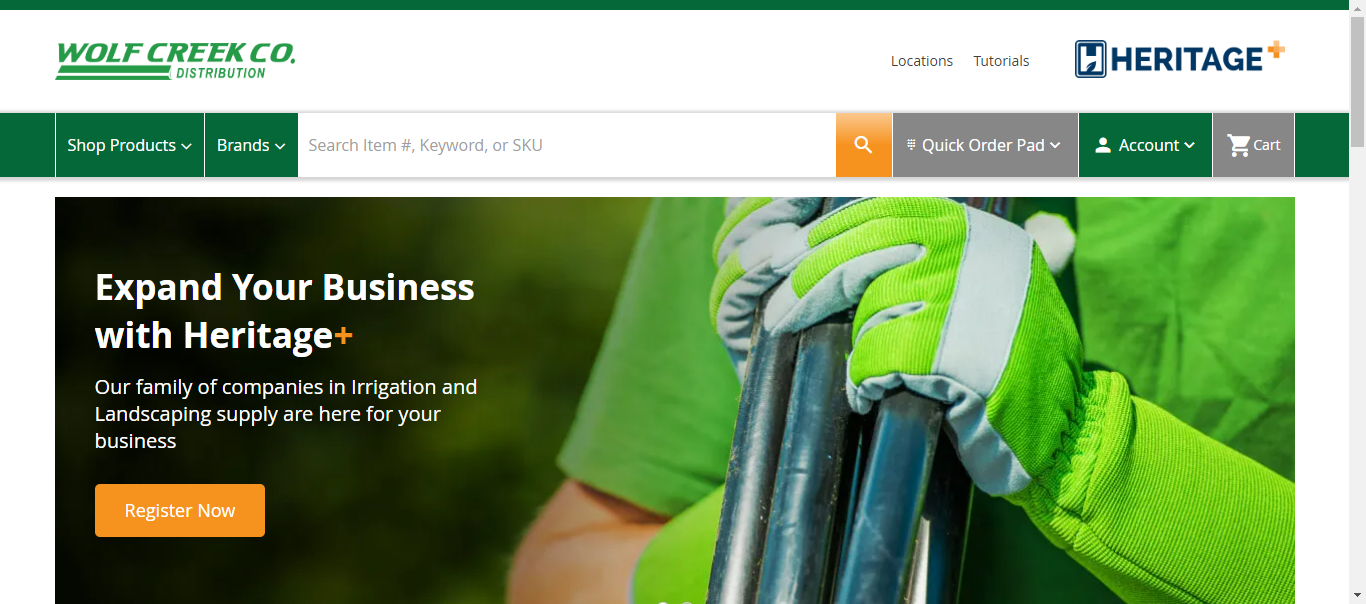 WOLF CREEK CO.
DISTRIBUTION
Locations
Tutorials
HERITAGE+
Shop Products
Brands
Search Item #, Keyword, or SKU
Quick Order Pad
Account
Cart
Expand Your Business
with Heritage+
Our family of companies in Irrigation and
Landscaping supply are here for your
business
Register Now